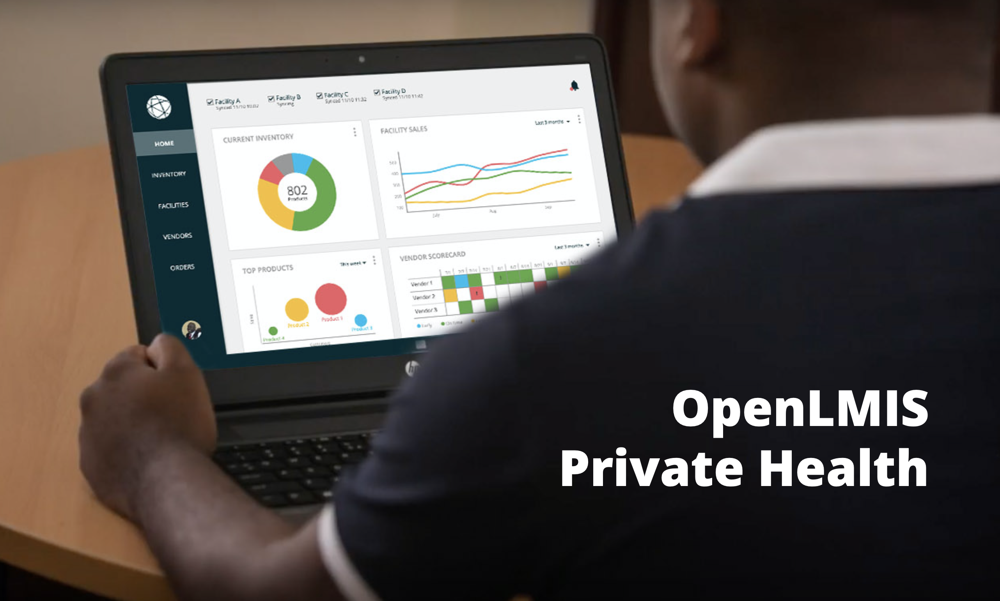 Facility A
Synced 11/10 10:02
Facility B
Syncing
Facility C
Synced 11/10 11:32
Facility D
Synced 11/10 11:42
HOME
INVENTORY
FACILITIES
VENDORS
ORDERS
CURRENT INVENTORY
802
Products
FACILITY SALES
Last 3 months
500
400
300
200
100
July
Aug
Sep
TOP PRODUCTS
This week
Product 4
Product 2
Product 1
Product 3
Customers
VENDOR SCORECARD
Last 3 months
Vendor 1
Vendor 2
Vendor 3
Early
On Time
hp
OpenLMIS
Private Health